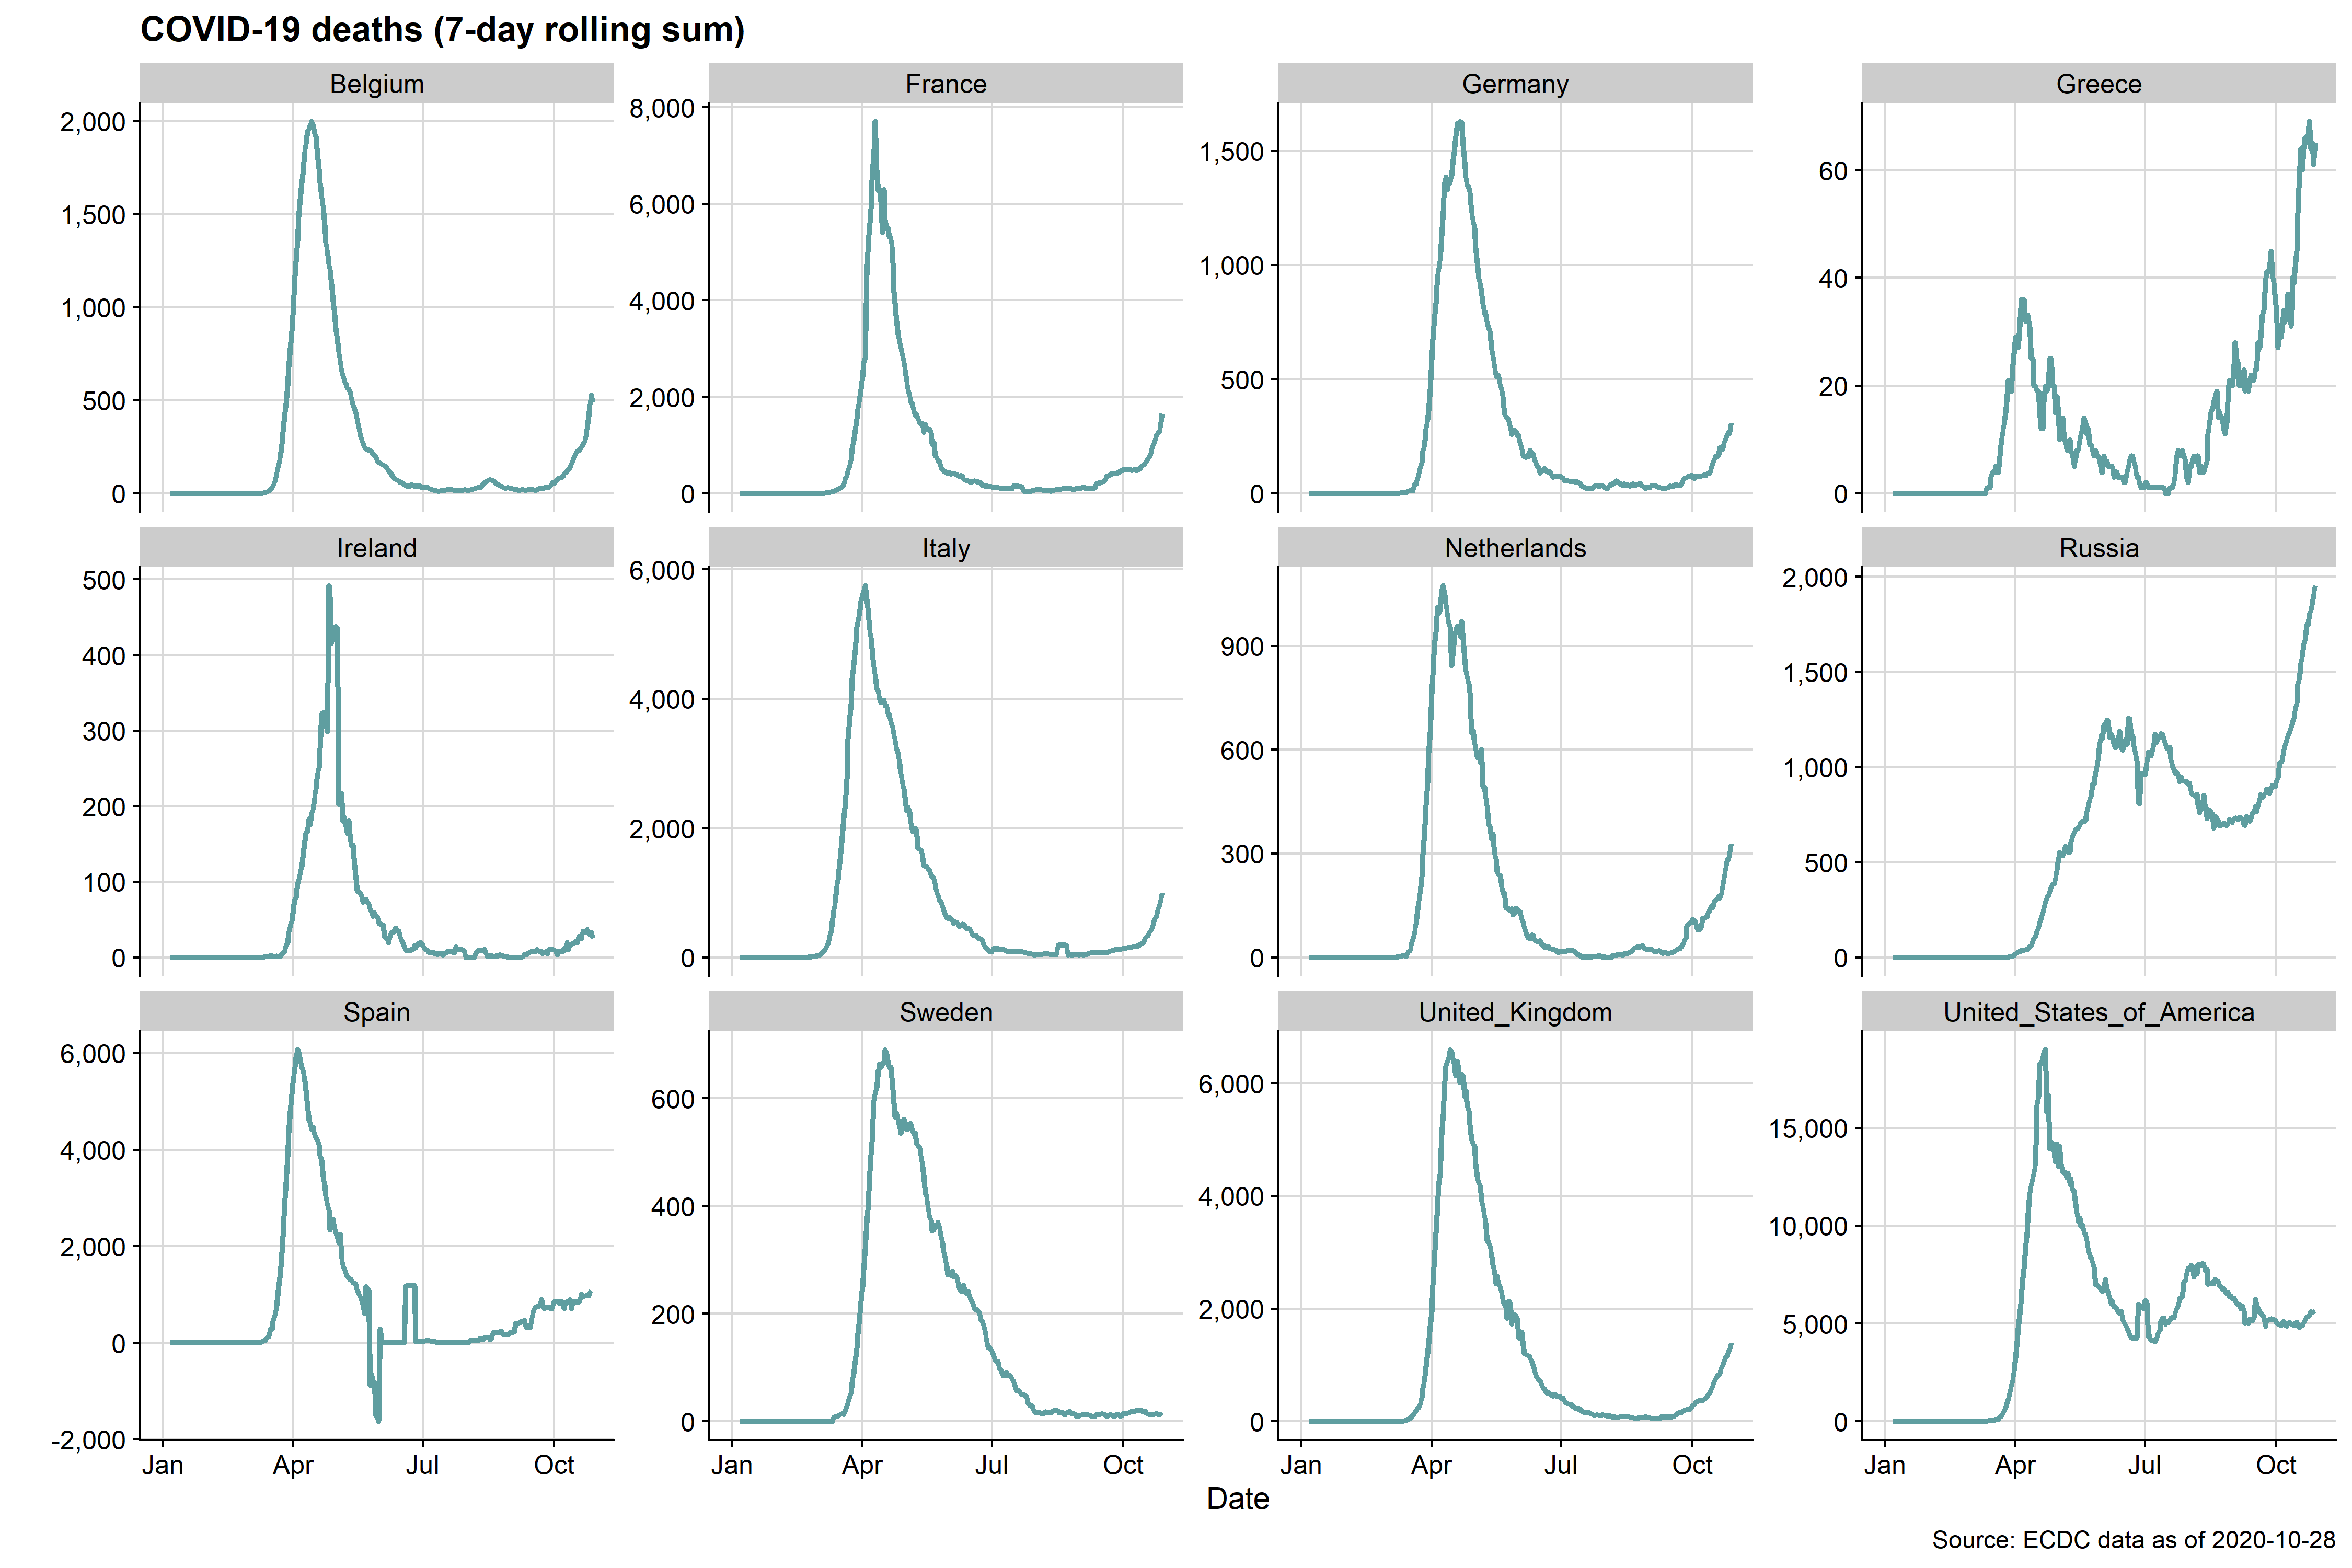 COVID-19 deaths (7-day rolling sum)
Belgium
France
Germany
Greece
2,000
1,500
1,000
500
0
8,000
6,000
4,000
2,000
0
1,500
1,000
500
0
60
40
20
0
Ireland
Italy
Netherlands
Russia
500
400
300
200
100
0
6,000
4,000
2,000
0
900
600
300
0
2,000
1,500
1,000
500
0
Spain
Sweden
United_Kingdom
United_States_of_America
6,000
4,000
2,000
0
-2,000
600
400
200
0
6,000
4,000
2,000
0
15,000
10,000
5,000
0
Jan Apr Jul Oct
Jan Apr Jul Oct
Jan Apr Jul Oct
Jan Apr Jul Oct
Date
Source: ECDC data as of 2020-10-28